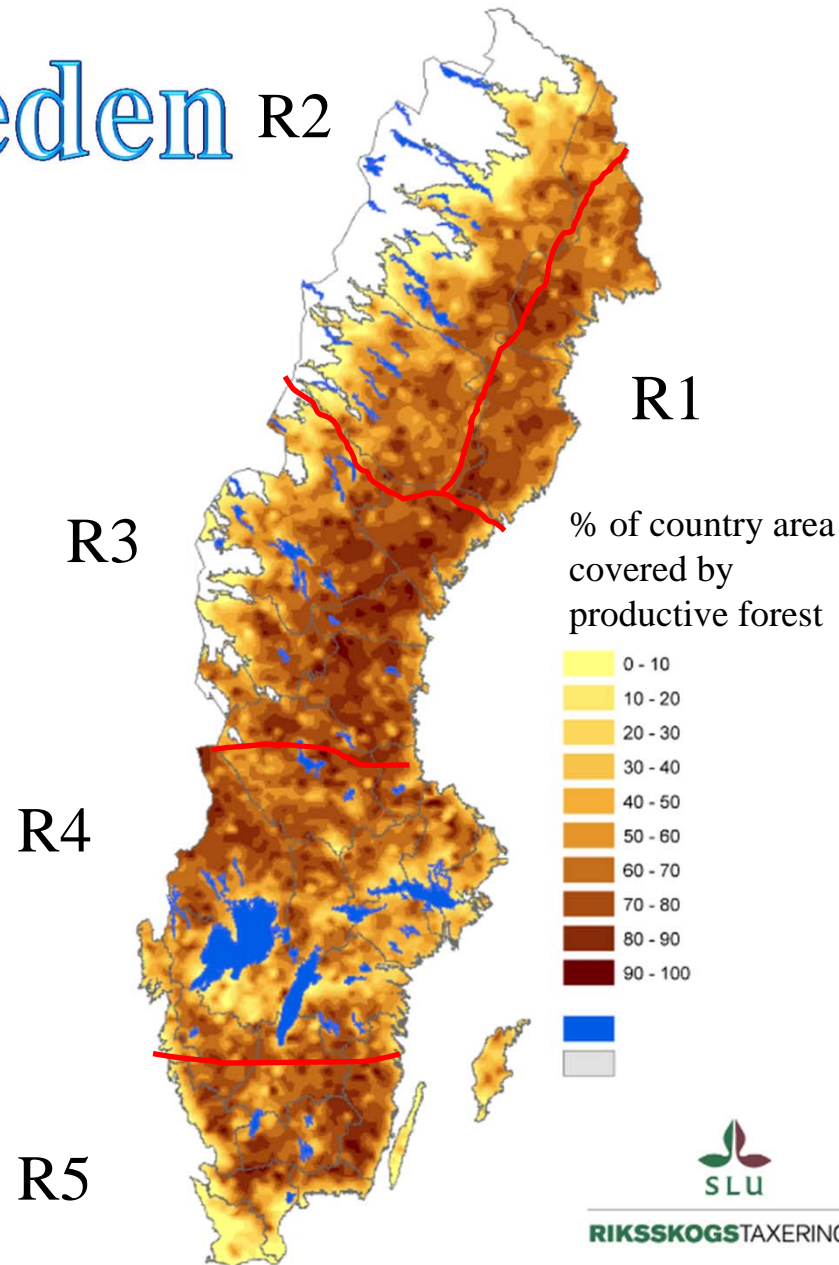 eden
R2
R1
R3
% of country area
covered by
productive forest
0 - 10
10 - 20
20 - 30
30 - 40
40 - 50
50 - 60
60 - 70
70 - 80
80 - 90
90 - 100
R4
R5
SLU
RIKSSKOGSTAXERING